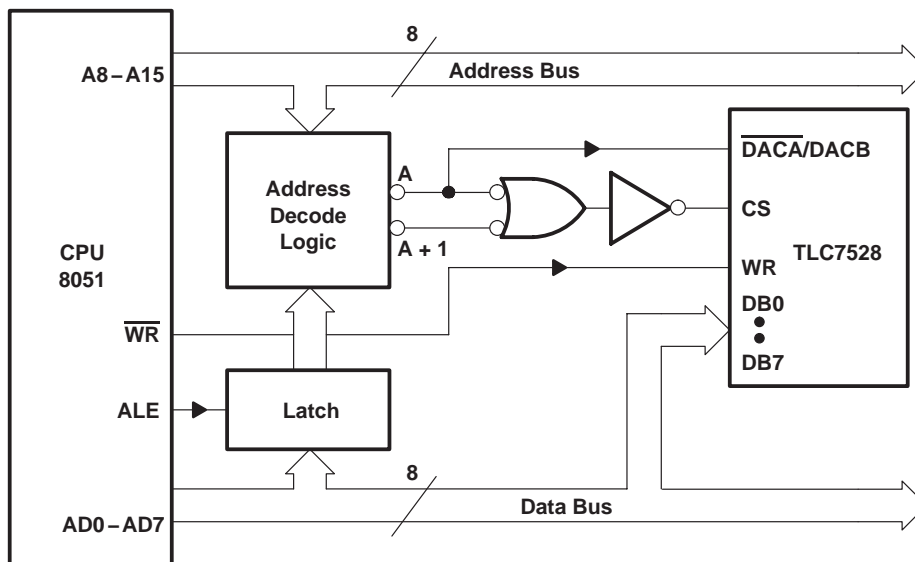 8
A8–A15
Address Bus
Address
Decode
Logic
A
A + 1
DACA/DACB
CS
TLC7528
WR
DB0
DB7
CPU
8051
WR
ALE
Latch
8
Data Bus
AD0–AD7